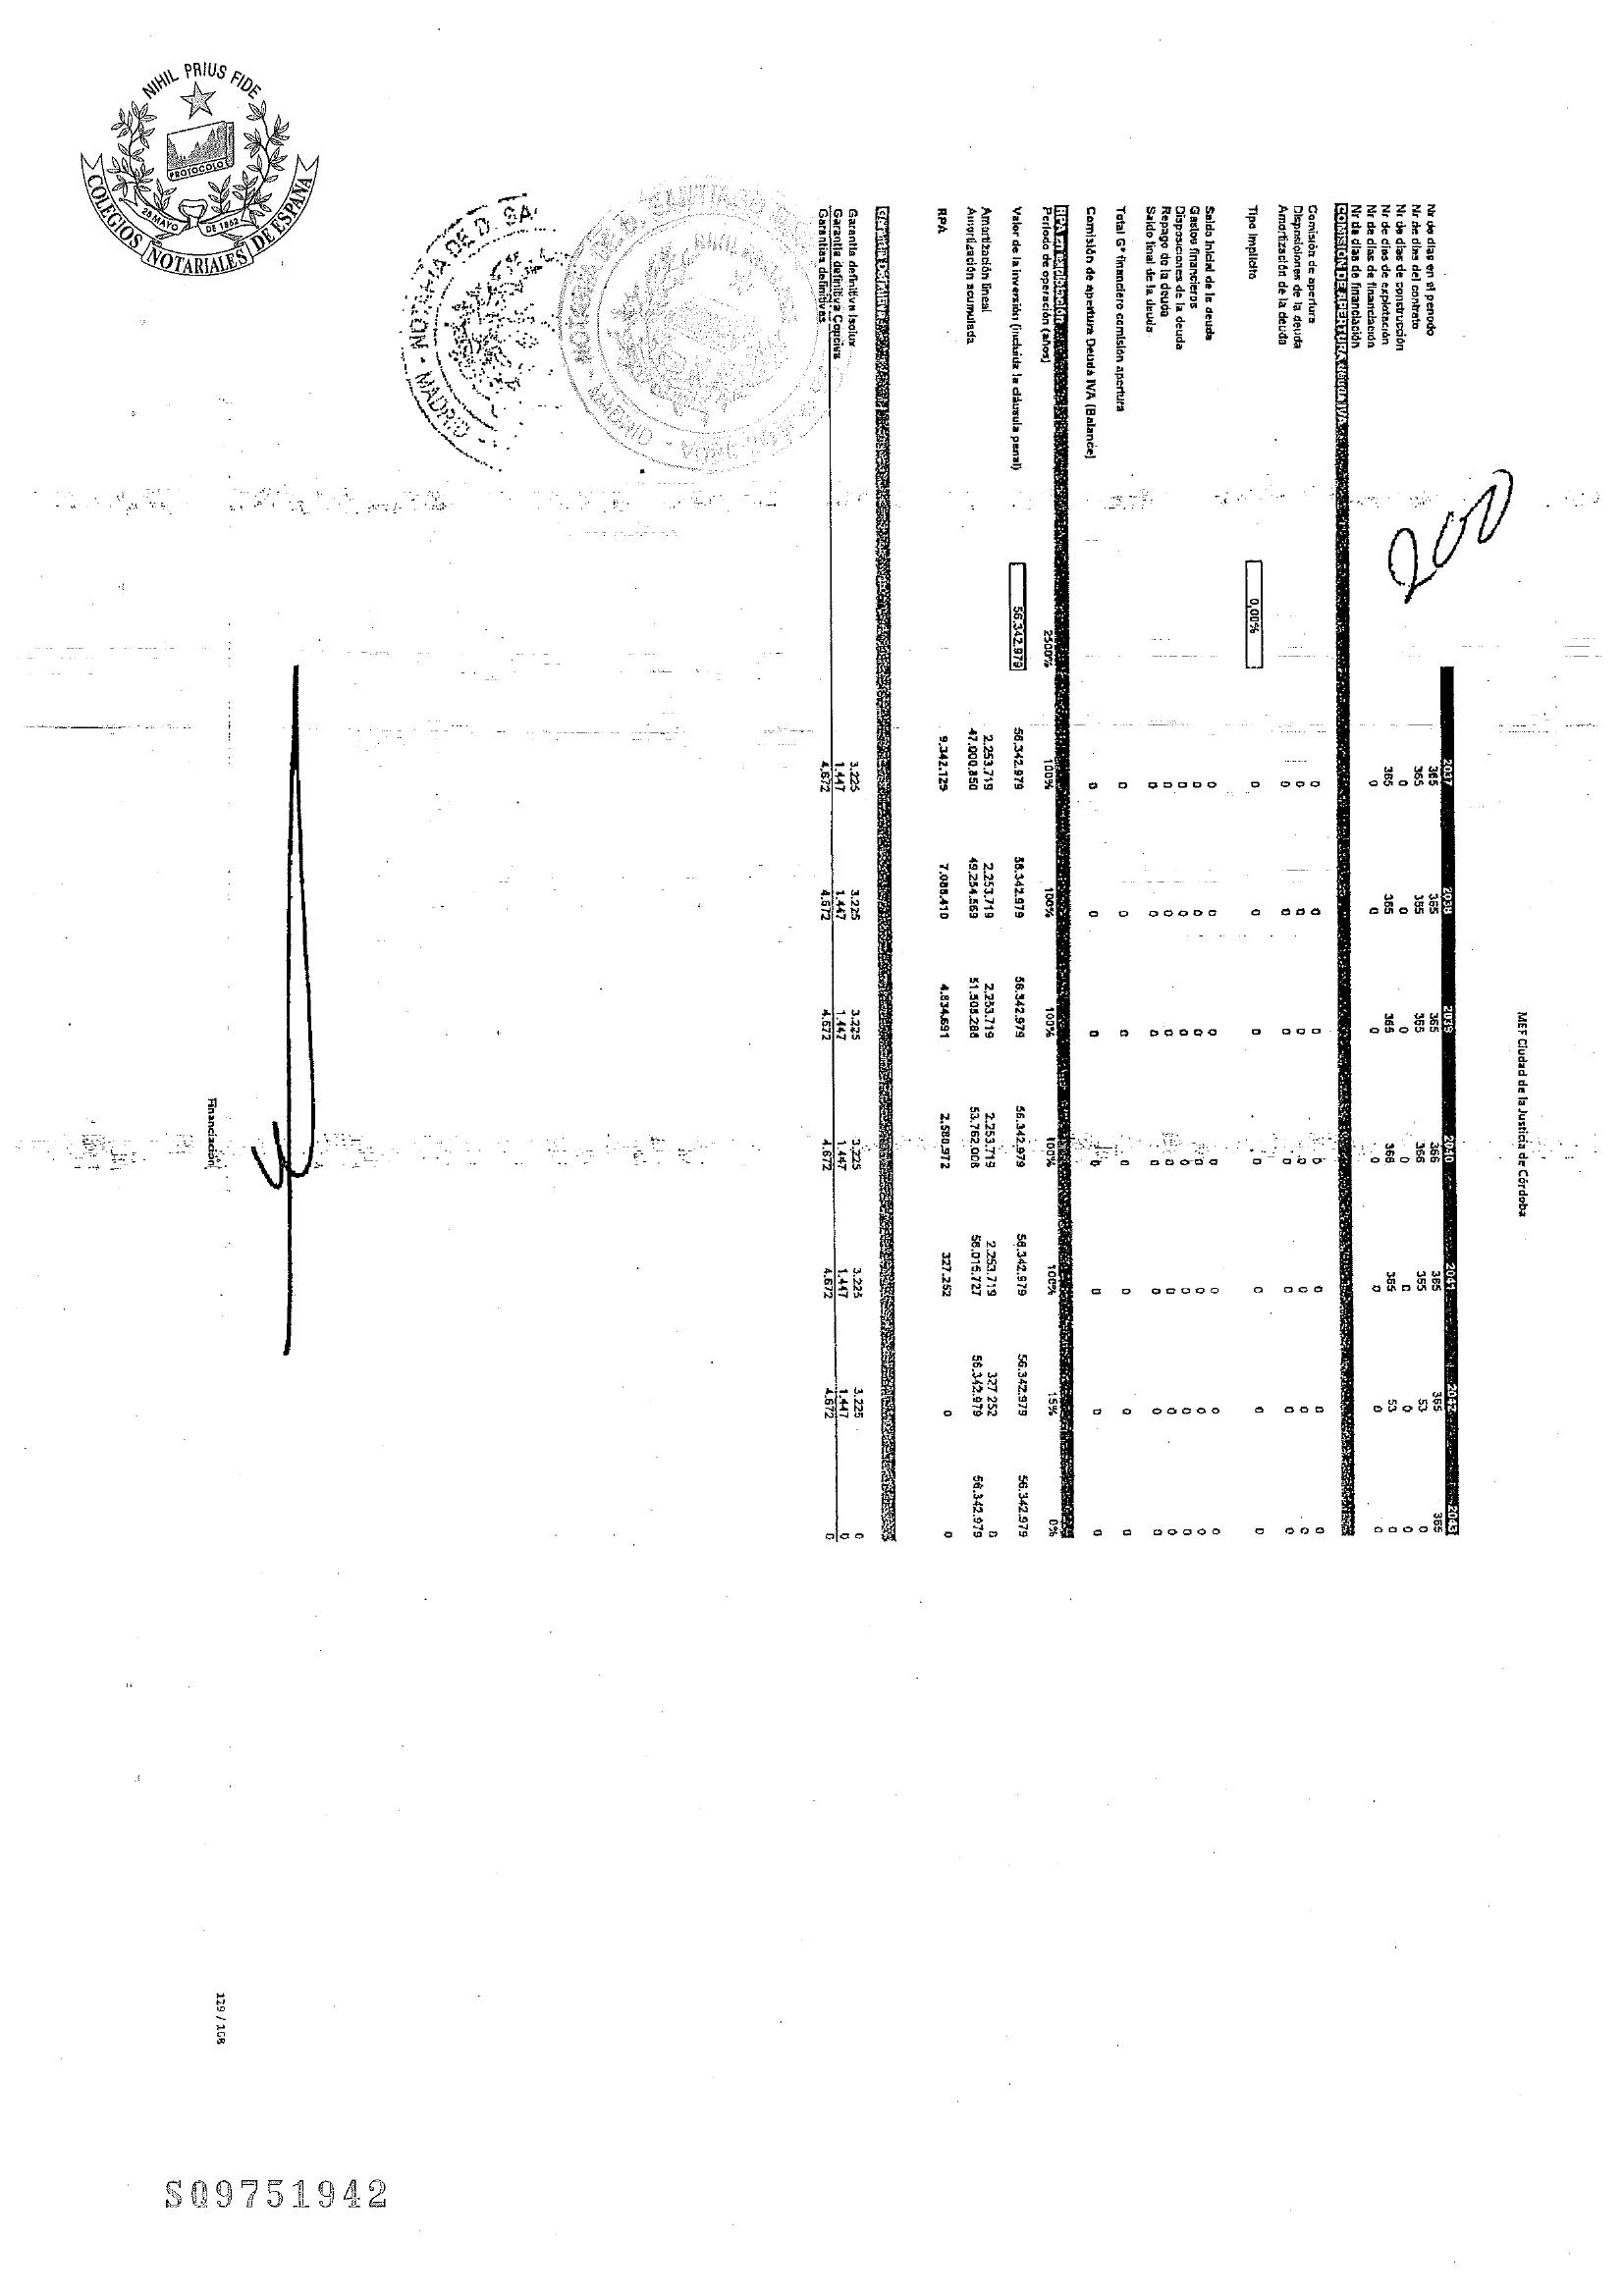 MEF Ciudad de la Justicia de Córdoba
200
2037 2038 2039 2040 2041 2042 2043
Nr de días en el periodo 365 365 365 366 365 365 365
Nr de días del contrato 365 365 365 366 365 53 0
Nr de días de construcción 0 0 0 0 0 0 0
Nr de días de explotación 365 365 365 366 365 53 0
Nr de días de financiación 0 0 0 0 0 0 0
Nr de días de financiación
COMISIÓN DE APERTURA deuda IVA
Comisión de apertura 0 0 0 0 0 0 0
Disposiciones de la deuda 0 0 0 0 0 0 0
Amortización de la deuda 0 0 0 0 0 0 0
Tipo implícito 0,00% 0 0 0 0 0 0 0
Saldo Inicial de la deuda 0 0 0 0 0 0 0
Gastos financieros 0 0 0 0 0 0 0
Disposiciones de la deuda 0 0 0 0 0 0 0
Repago de la deuda 0 0 0 0 0 0 0
Saldo final de la deuda 0 0 0 0 0 0 0
Total Gº financiero comisión apertura 0 0 0 0 0 0 0
Comisión de apertura Deuda IVA (Balance) 0 0 0 0 0 0 0
RPA en explotación
Periodo de operación (años) 2500% 100% 100% 100% 100% 100% 15% 0%
Valor de la inversión (incluida la cláusula penal) 56.342.979 56.342.979 56.342.979 56.342.979 56.342.979 56.342.979 56.342.979 56.342.979
Amortización lineal 2.253.719 2.253.719 2.253.719 2.253.719 2.253.719 327.252 0
Amortización acumulada 47.000.850 49.254.569 51.508.288 53.762.008 56.015.727 56.342.979 56.342.979
RPA 9.342.129 7.088.410 4.834.691 2.580.972 327.252 0 0
Garantía definitiva Isolux 3.225 3.225 3.225 3.225 3.225 3.225 0
Garantía definitiva Copcisa 1.447 1.447 1.447 1.447 1.447 1.447 0
Garantías definitivas 4.672 4.672 4.672 4.672 4.672 4.672 0
Financiación
129 / 168
NIHIL PRIUS FIDE
PROTOCOLO
28 MAYO DE 1862
COLEGIOS NOTARIALES DE ESPAÑA
MADRID
SQ9751942